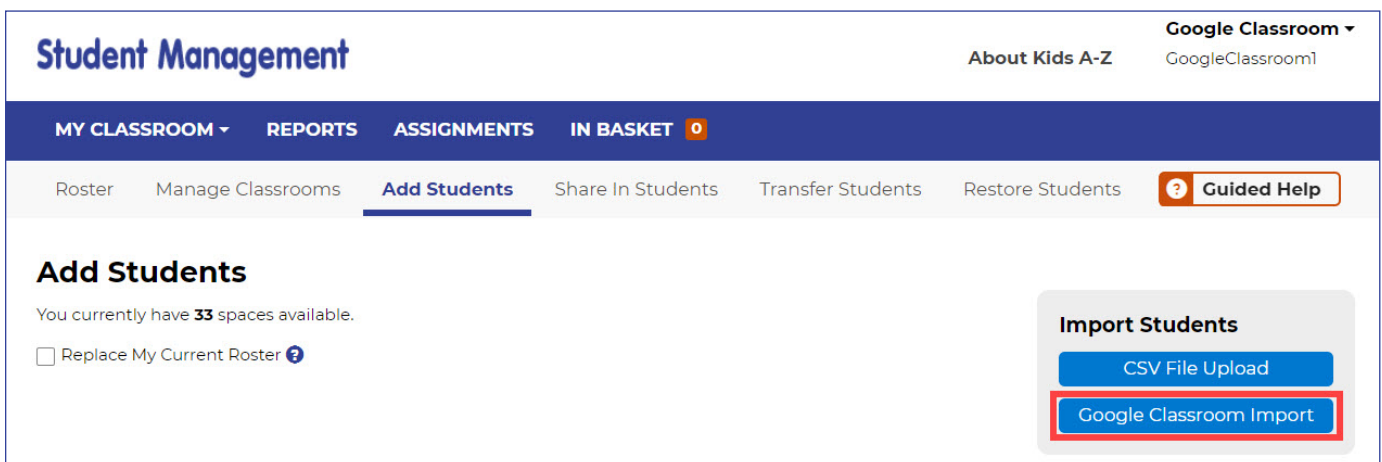 Student Management
About Kids A-Z
Google Classroom
GoogleClassroom1
MY CLASSROOM
REPORTS
ASSIGNMENTS
IN BASKET 0
Roster
Manage Classrooms
Add Students
Share In Students
Transfer Students
Restore Students
? Guided Help
Add Students
You currently have 33 spaces available.
Replace My Current Roster ?
Import Students
CSV File Upload
Google Classroom Import